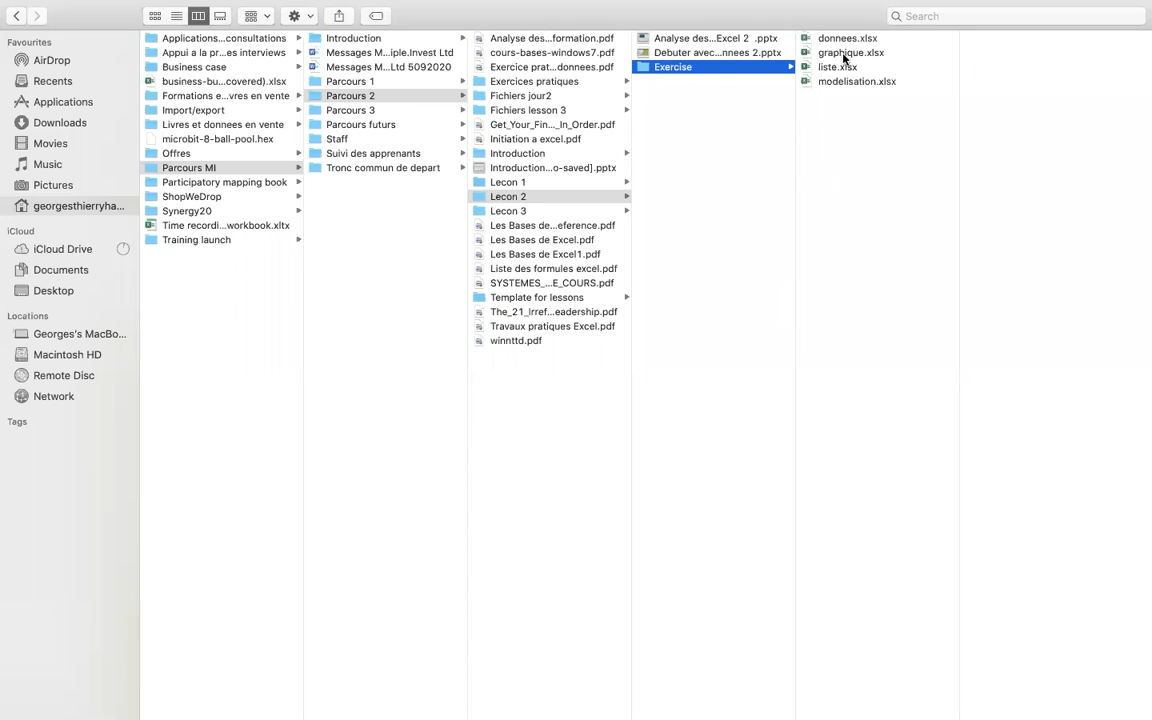 Search
Favourites
AirDrop
Recents
Applications
Downloads
Movies
Music
Pictures
georgesthierryha...
iCloud
iCloud Drive
Documents
Desktop
Locations
Georges's MacBo...
Macintosh HD
Remote Disc
Network
Tags
Applications...consultations
Appui a la pr...es interviews
Business case
business-bu...covered).xlsx
Formations e...vres en vente
Import/export
Livres et donnees en vente
microbit-8-ball-pool.hex
Offres
Parcours MI
Participatory mapping book
ShopWeDrop
Synergy20
Time recordi...workbook.xltx
Training launch
Introduction
Messages M...iple.Invest Ltd
Messages M...Ltd 5092020
Parcours 1
Parcours 2
Parcours 3
Parcours futurs
Staff
Suivi des apprenants
Tronc commun de depart
Analyse des...formation.pdf
cours-bases-windows7.pdf
Exercice prat...donnees.pdf
Exercices pratiques
Fichiers jour2
Fichiers lesson 3
Get_Your_Fin..._In_Order.pdf
Initiation a excel.pdf
Introduction
Introduction...o-saved].pptx
Lecon 1
Lecon 2
Lecon 3
Les Bases de...eference.pdf
Les Bases de Excel.pdf
Les Bases de Excel1.pdf
Liste des formules excel.pdf
SYSTEMES_...E_COURS.pdf
Template for lessons
The_21_Irref...eadership.pdf
Travaux pratiques Excel.pdf
winnttd.pdf
Analyse des...Excel 2 .pptx
Debuter avec...nnees 2.pptx
Exercise
donnees.xlsx
graphique.xlsx
liste.xlsx
modelisation.xlsx